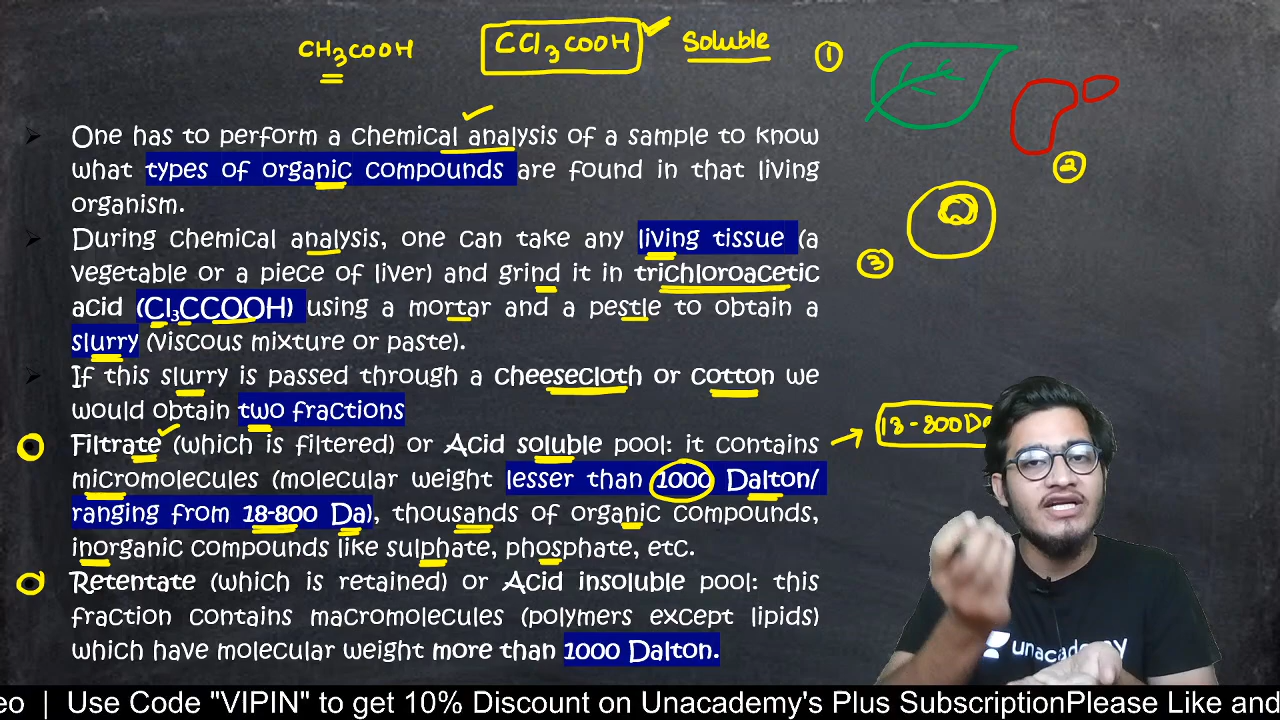 CH3COOH CCl3COOH Soluble 1
2
3
One has to perform a chemical analysis of a sample to know
what types of organic compounds are found in that living
organism.
During chemical analysis, one can take any living tissue (a
vegetable or a piece of liver) and grind it in trichloroacetic
acid (Cl₃CCOOH) using a mortar and a pestle to obtain a
slurry (viscous mixture or paste).
If this slurry is passed through a cheesecloth or cotton we
would obtain two fractions
Filtrate (which is filtered) or Acid soluble pool: it contains
micromolecules (molecular weight lesser than 1000 Dalton/
ranging from 18-800 Da), thousands of organic compounds,
inorganic compounds like sulphate, phosphate, etc.
Retentate (which is retained) or Acid insoluble pool: this
fraction contains macromolecules (polymers except lipids)
which have molecular weight more than 1000 Dalton.
18-800Da
unacademy
eo | Use Code "VIPIN" to get 10% Discount on Unacademy's Plus SubscriptionPlease Like and